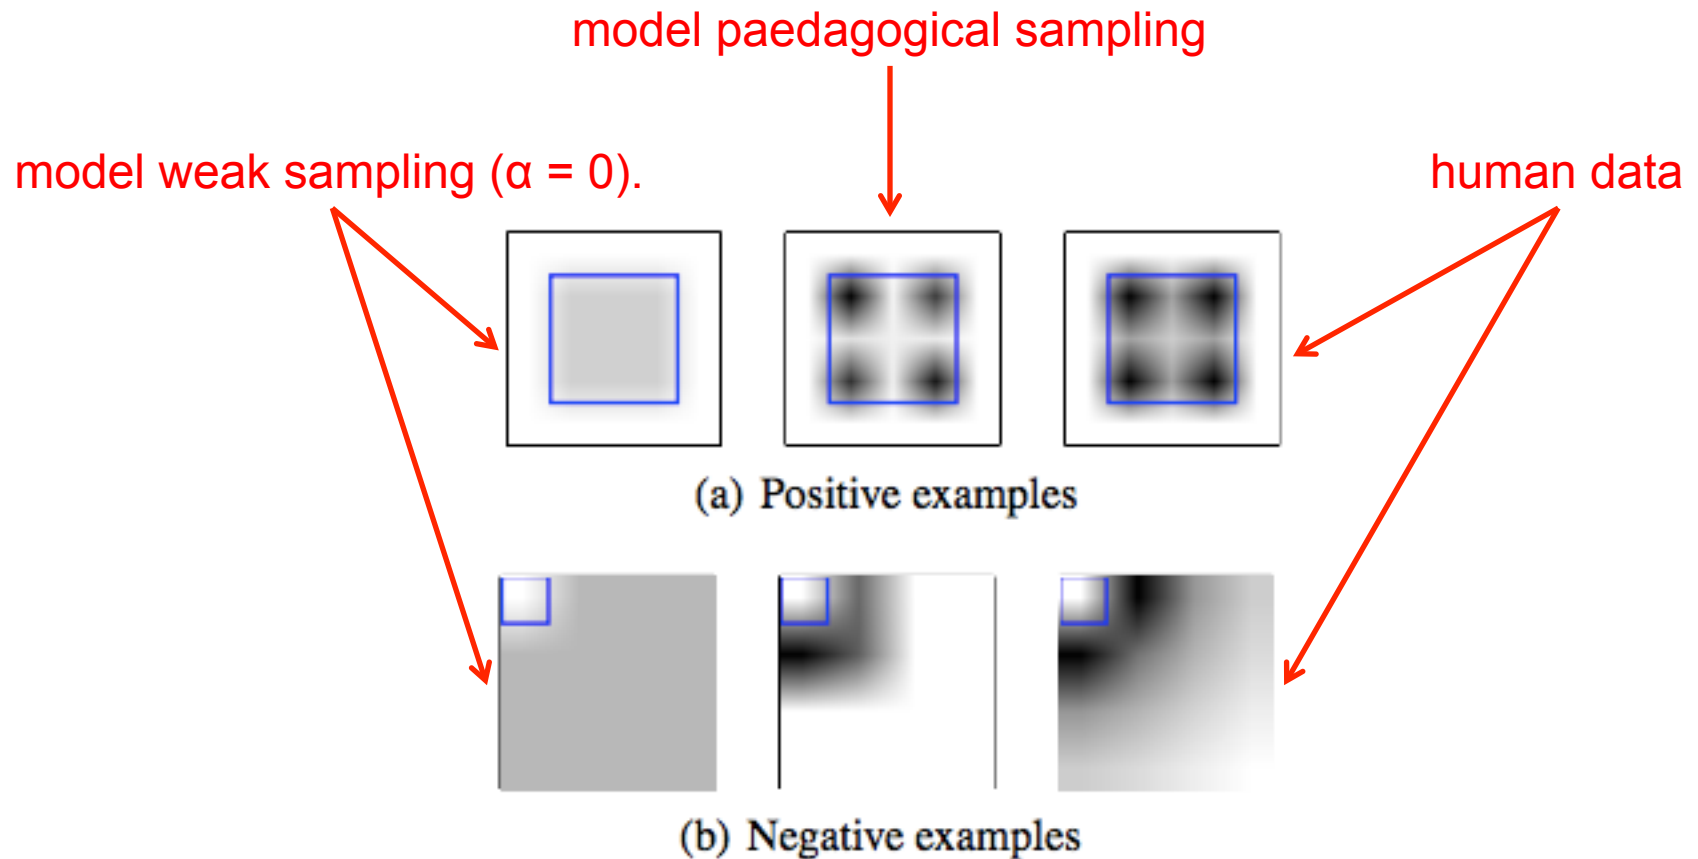 model paedagogical sampling
model weak sampling (α = 0).
human data
(a) Positive examples
(b) Negative examples